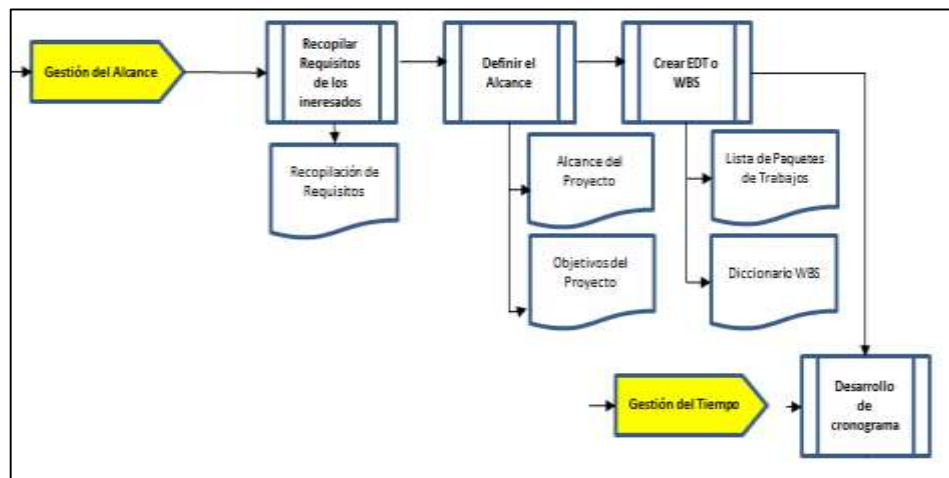 Gestión del Alcance
Recopilar
Requisitos
de los
ineresados
Definir el
Alcance
Crear EDT o
WBS
Recopilación de
Requisitos
Alcance del
Proyecto
Lista de Paquetes
de Trabajos
Objetivos del
Proyecto
Diccionario WBS
Gestión del Tiempo
Desarrollo
de
cronograma